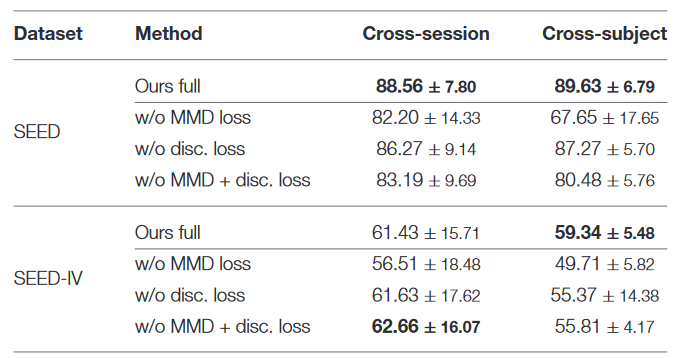 Dataset Method Cross-session Cross-subject
Ours full 88.56 ± 7.80 89.63 ± 6.79
SEED
w/o MMD loss 82.20 ± 14.33 67.65 ± 17.65
w/o disc. loss 86.27 ± 9.14 87.27 ± 5.70
w/o MMD + disc. loss 83.19 ± 9.69 80.48 ± 5.76
Ours full 61.43 ± 15.71 59.34 ± 5.48
SEED-IV
w/o MMD loss 56.51 ± 18.48 49.71 ± 5.82
w/o disc. loss 61.63 ± 17.62 55.37 ± 14.38
w/o MMD + disc. loss 62.66 ± 16.07 55.81 ± 4.17